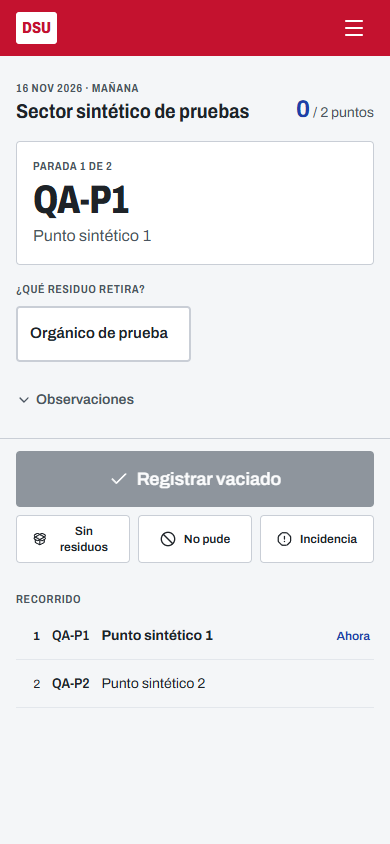 DSU
16 NOV 2026 · MAÑANA
Sector sintético de pruebas
0 / 2 puntos
PARADA 1 DE 2
QA-P1
Punto sintético 1
¿QUÉ RESIDUO RETIRA?
Orgánico de prueba
Observaciones
Registrar vaciado
Sin
residuos
No pude
Incidencia
RECORRIDO
1 QA-P1 Punto sintético 1 Ahora
2 QA-P2 Punto sintético 2